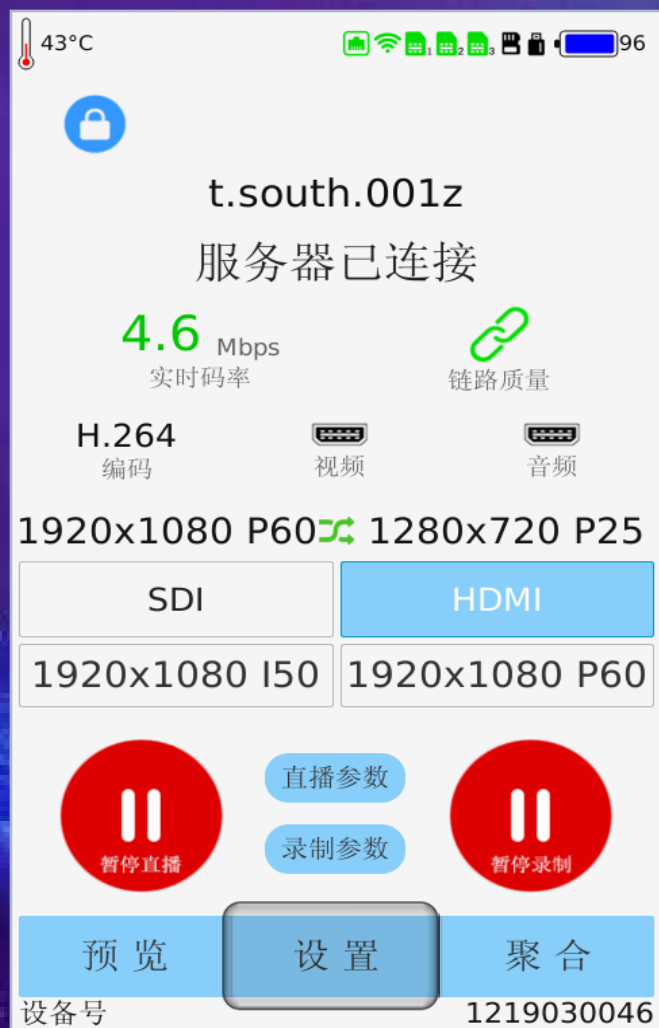 43°C 1 2 3 96
t.south.001z
服务器已连接
4.6 Mbps
实时码率 链路质量
H.264
编码 视频 音频
1920x1080 P60 1280x720 P25
SDI HDMI
1920x1080 I50 1920x1080 P60
直播参数
暂停直播 录制参数 暂停录制
预览 设置 聚合
设备号 1219030046